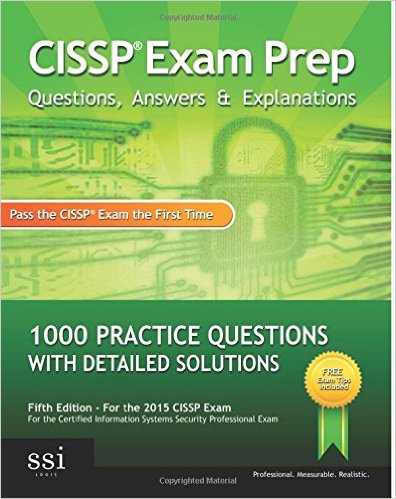 Copyrighted Material
CISSP® Exam Prep
Questions, Answers & Explanations
Pass the CISSP® Exam the First Time
1000 PRACTICE QUESTIONS
WITH DETAILED SOLUTIONS
FREE
Exam Tips
Included
Fifth Edition - For the 2015 CISSP Exam
For the Certified Information Systems Security Professional Exam
ssi
LOGIC
Professional. Measurable. Realistic.
Copyrighted Material